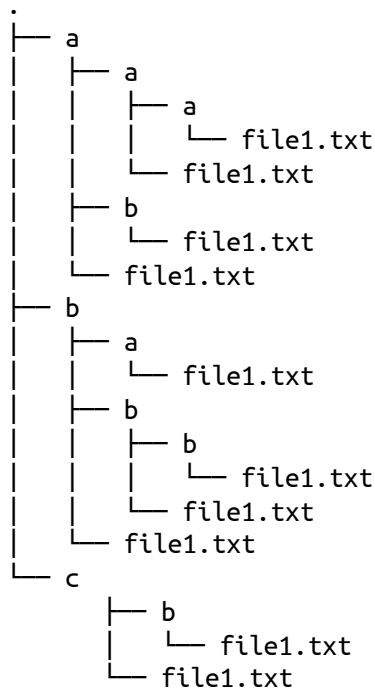 .
├── a
│   ├── a
│   │   ├── a
│   │   │   └── file1.txt
│   │   └── file1.txt
│   ├── b
│   │   └── file1.txt
│   └── file1.txt
├── b
│   ├── a
│   │   └── file1.txt
│   ├── b
│   │   ├── b
│   │   │   └── file1.txt
│   │   └── file1.txt
│   └── file1.txt
└── c
      ├── b
      │   └── file1.txt
      └── file1.txt